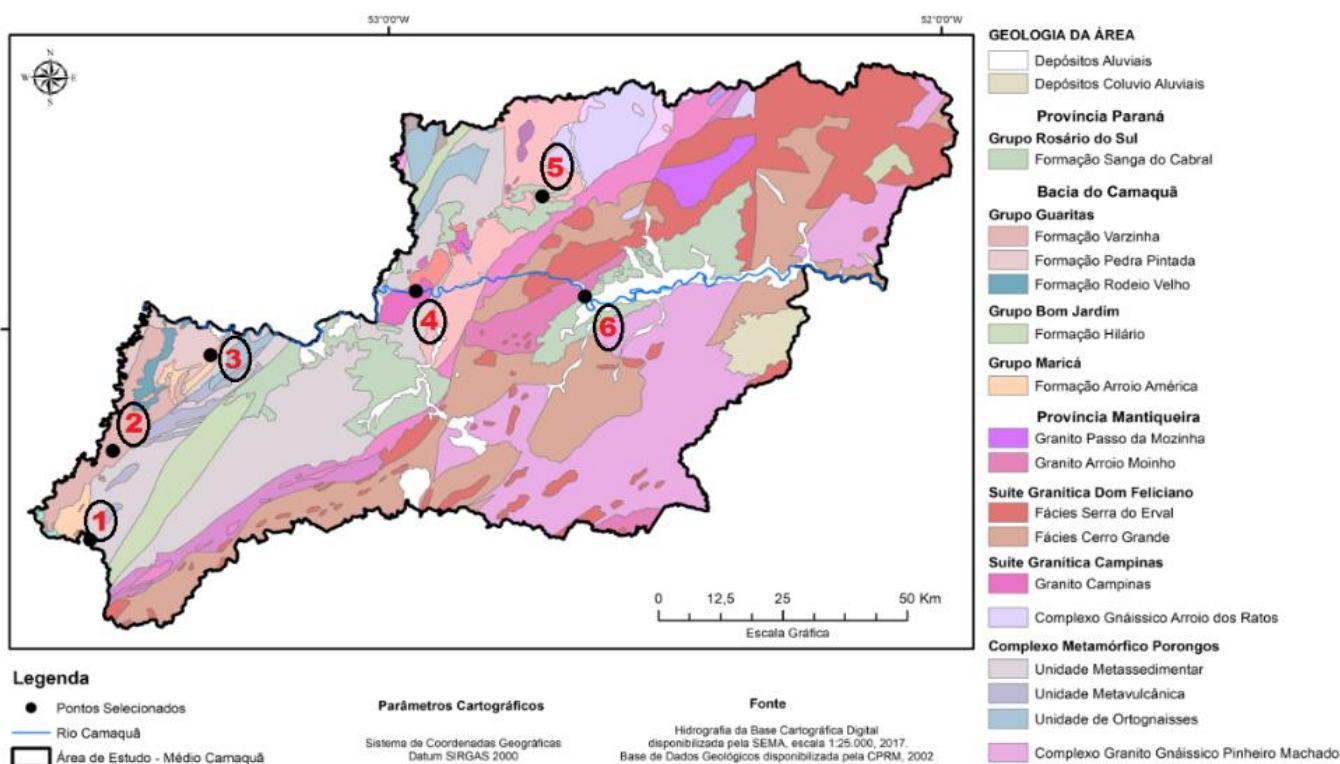 53°0'0"W
52°0'0"W
N
W
E
S
1
2
3
4
5
6
0 12,5 25 50 Km
Escala Gráfica
GEOLOGIA DA ÁREA
Depósitos Aluviais
Depósitos Coluvio Aluviais
Província Paraná
Grupo Rosário do Sul
Formação Sanga do Cabral
Bacia do Camaquã
Grupo Guaritas
Formação Varzinha
Formação Pedra Pintada
Formação Rodeio Velho
Grupo Bom Jardim
Formação Hilário
Grupo Maricá
Formação Arroio América
Província Mantiqueira
Granito Passo da Mozinha
Granito Arroio Moinho
Suíte Granítica Dom Feliciano
Fácies Serra do Erval
Fácies Cerro Grande
Suíte Granítica Campinas
Granito Campinas
Complexo Gnáissico Arroio dos Ratos
Complexo Metamórfico Porongos
Unidade Metassedimentar
Unidade Metavulcânica
Unidade de Ortognaisses
Complexo Granito Gnáissico Pinheiro Machado
Legenda
Pontos Selecionados
Rio Camaquã
Área de Estudo - Médio Camaquã
Parâmetros Cartográficos
Sistema de Coordenadas Geográficas
Datum SIRGAS 2000
Fonte
Hidrografia da Base Cartográfica Digital
disponibilizada pela SEMA, escala 1:25.000, 2017.
Base de Dados Geológicos disponibilizada pela CPRM, 2002